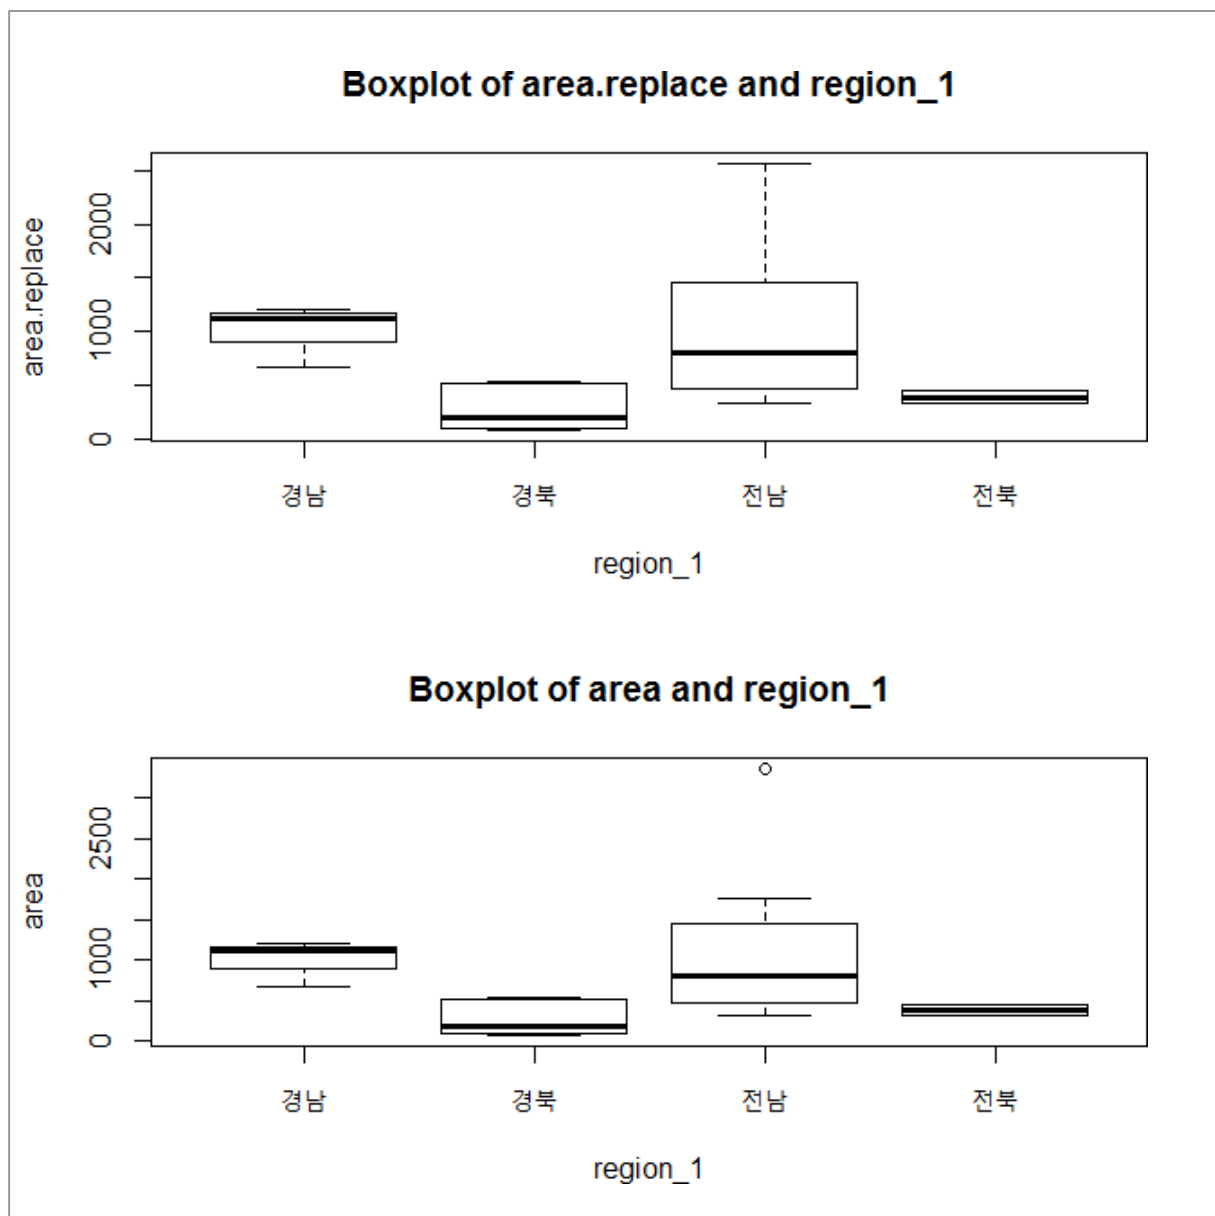 Boxplot of area.replace and region_1
area.replace
2000
1000
0
경남 경북 전남 전북
region_1
Boxplot of area and region_1
area
2500
1000
0
경남 경북 전남 전북
region_1